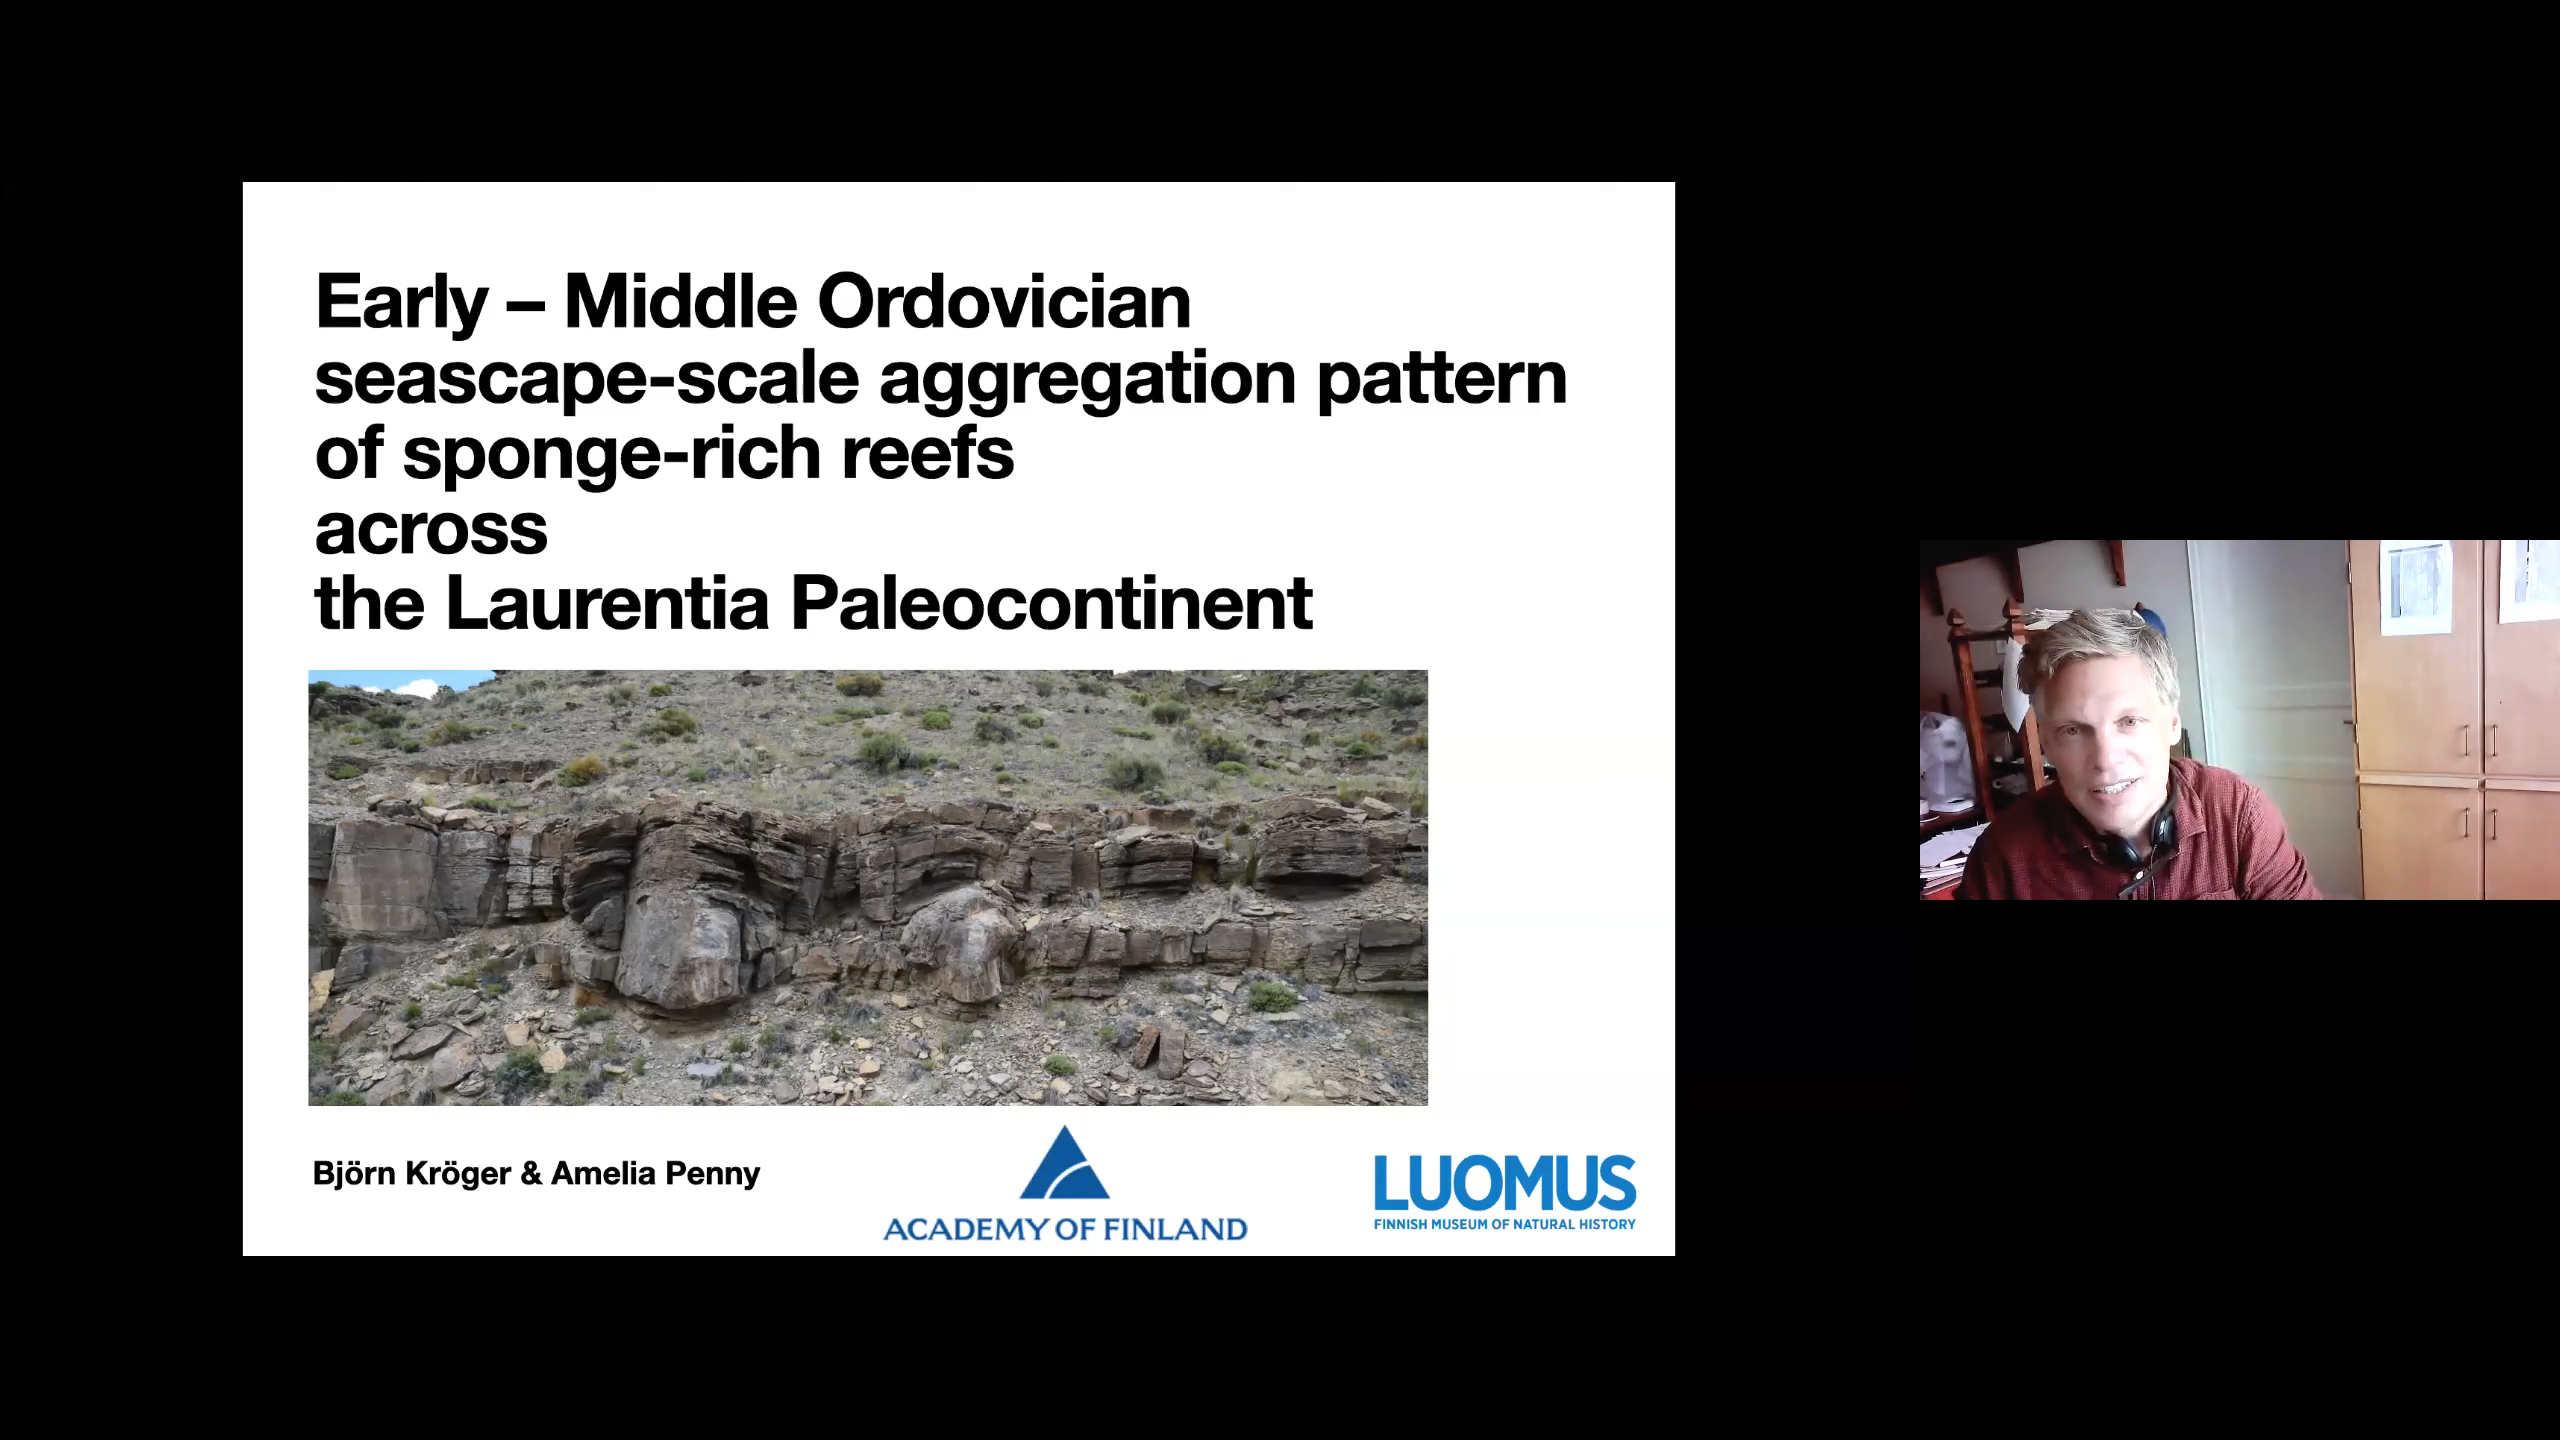 Early – Middle Ordovician
seascape-scale aggregation pattern
of sponge-rich reefs
across
the Laurentia Paleocontinent
Björn Kröger & Amelia Penny
ACADEMY OF FINLAND
LUOMUS
FINNISH MUSEUM OF NATURAL HISTORY